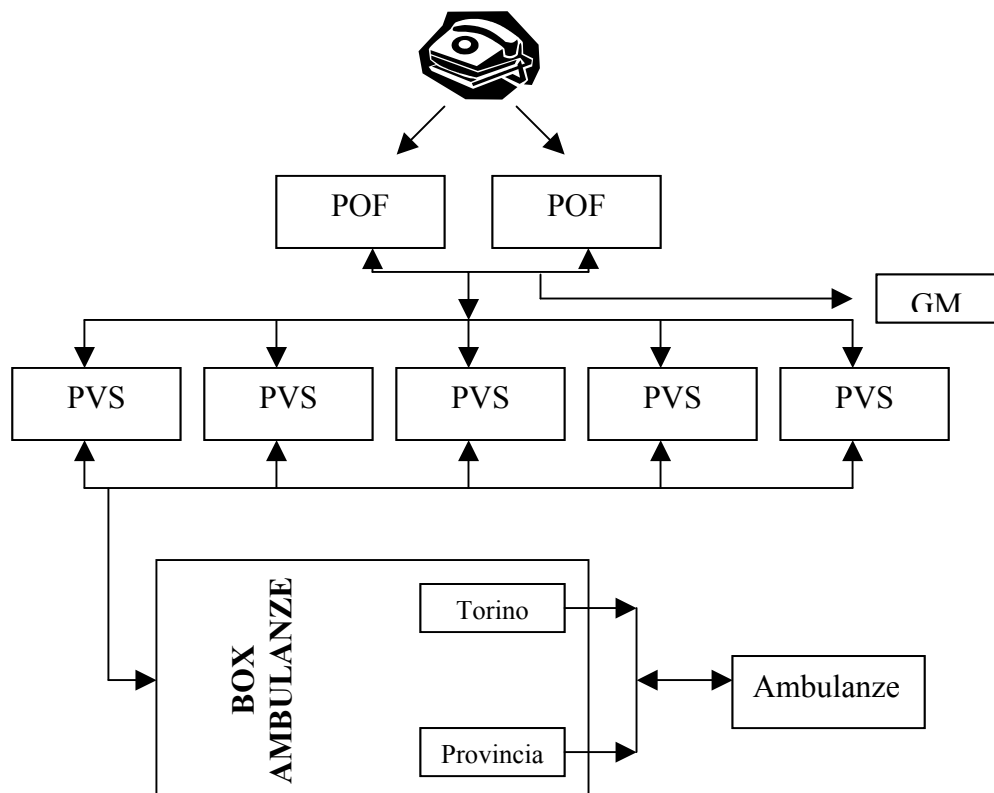 POF
POF
GM
PVS
PVS
PVS
PVS
PVS
BOX
AMBULANZE
Torino
Ambulanze
Provincia